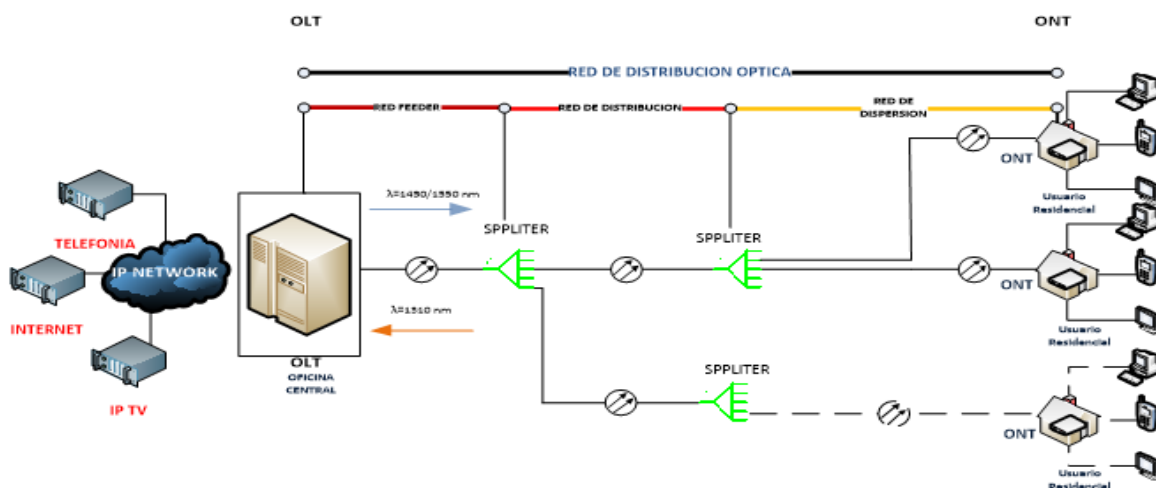 OLT
ONT
RED DE DISTRIBUCION OPTICA
RED FEEDER
RED DE DISTRIBUCION
RED DE
DISPERSION
ONT
Usuario
Residencial
λ=1490/1550 nm
SPPLITER
SPPLITER
TELEFONIA
IP NETWORK
ONT
INTERNET
λ=1310 nm
Usuario
Residencial
OLT
OFICINA
CENTRAL
SPPLITER
IP TV
ONT
Usuario
Residencial